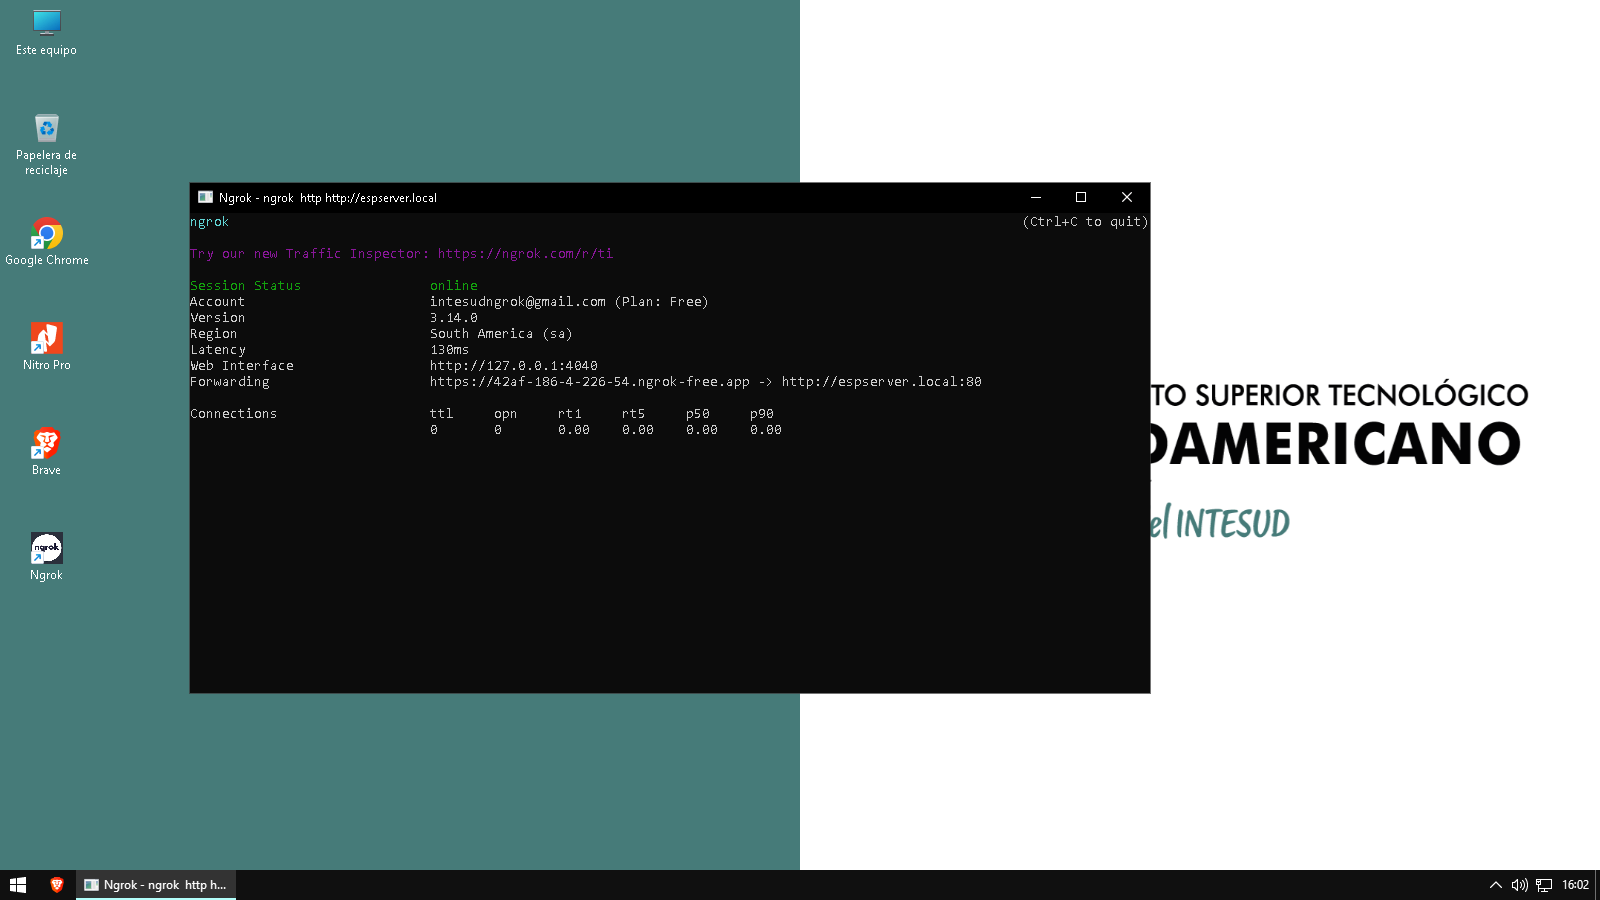 Este equipo
Papelera de
reciclaje
Google Chrome
Nitro Pro
Brave
ngrok
Ngrok
Ngrok - ngrok  http http://espserver.local
ngrok (Ctrl+C to quit)
Try our new Traffic Inspector: https://ngrok.com/r/ti
Session Status online
Account intesudngrok@gmail.com (Plan: Free)
Version 3.14.0
Region South America (sa)
Latency 130ms
Web Interface http://127.0.0.1:4040
Forwarding https://42af-186-4-226-54.ngrok-free.app -> http://espserver.local:80
Connections ttl opn rt1 rt5 p50 p90
0 0 0.00 0.00 0.00 0.00
TO SUPERIOR TECNOLÓGICO
DAMERICANO
el INTESUD
Ngrok - ngrok  http h...
16:02